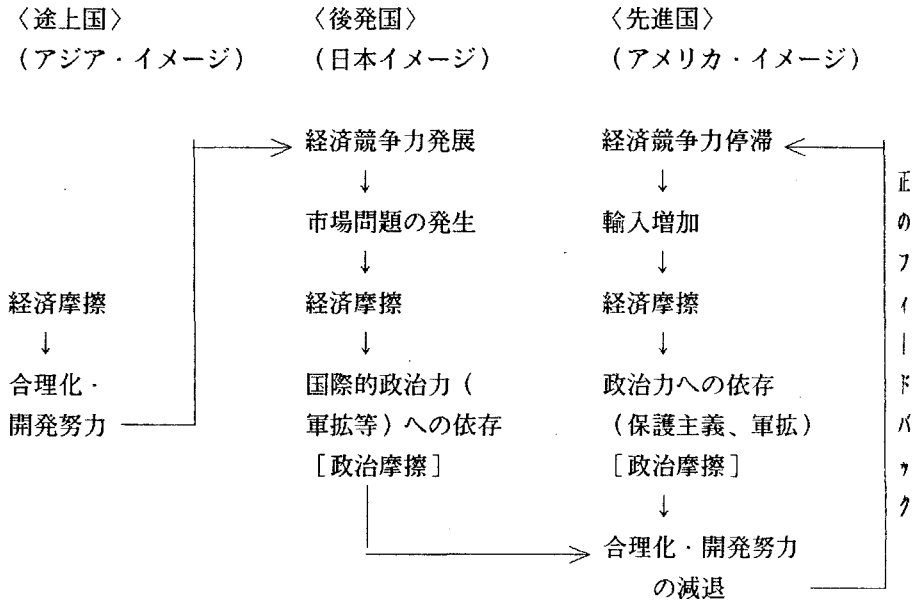 〈途上国〉
(アジア・イメージ)
経済摩擦
↓
合理化・
開発努力
〈後発国〉
(日本イメージ)
経済競争力発展
↓
市場問題の発生
↓
経済摩擦
↓
国際的政治力(
軍拡等)への依存
[政治摩擦]
〈先進国〉
(アメリカ・イメージ)
経済競争力停滞
↓
輸入増加
↓
経済摩擦
↓
政治力への依存
(保護主義、軍拡)
[政治摩擦]
↓
合理化・開発努力
の減退
正のフィードバック